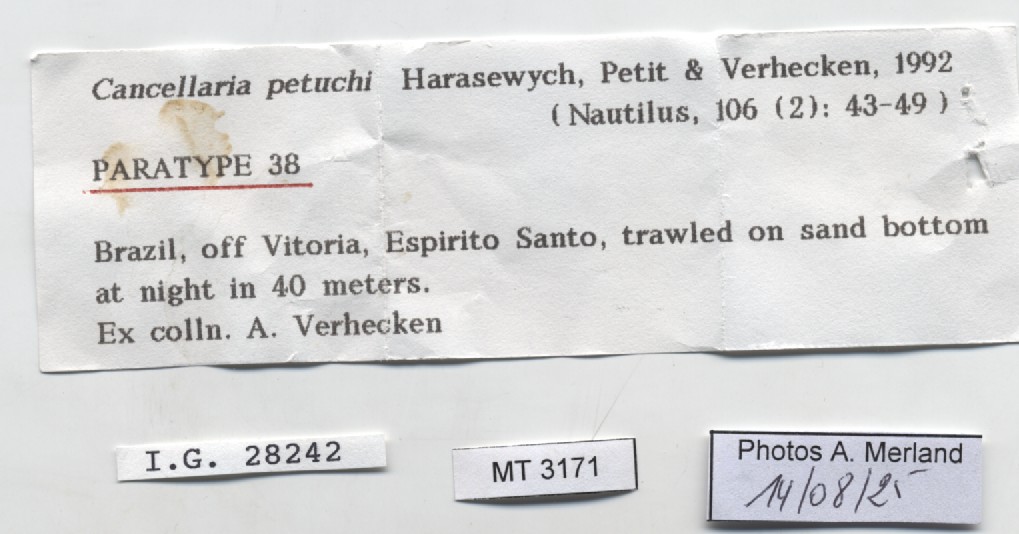 Cancellaria petuchi Harasewych, Petit & Verhecken, 1992
( Nautilus, 106 (2): 43-49 )
PARATYPE 38
Brazil, off Vitoria, Espirito Santo, trawled on sand bottom
at night in 40 meters.
Ex colln. A. Verhecken
I.G. 28242
MT 3171
Photos A. Merland
14/08/25